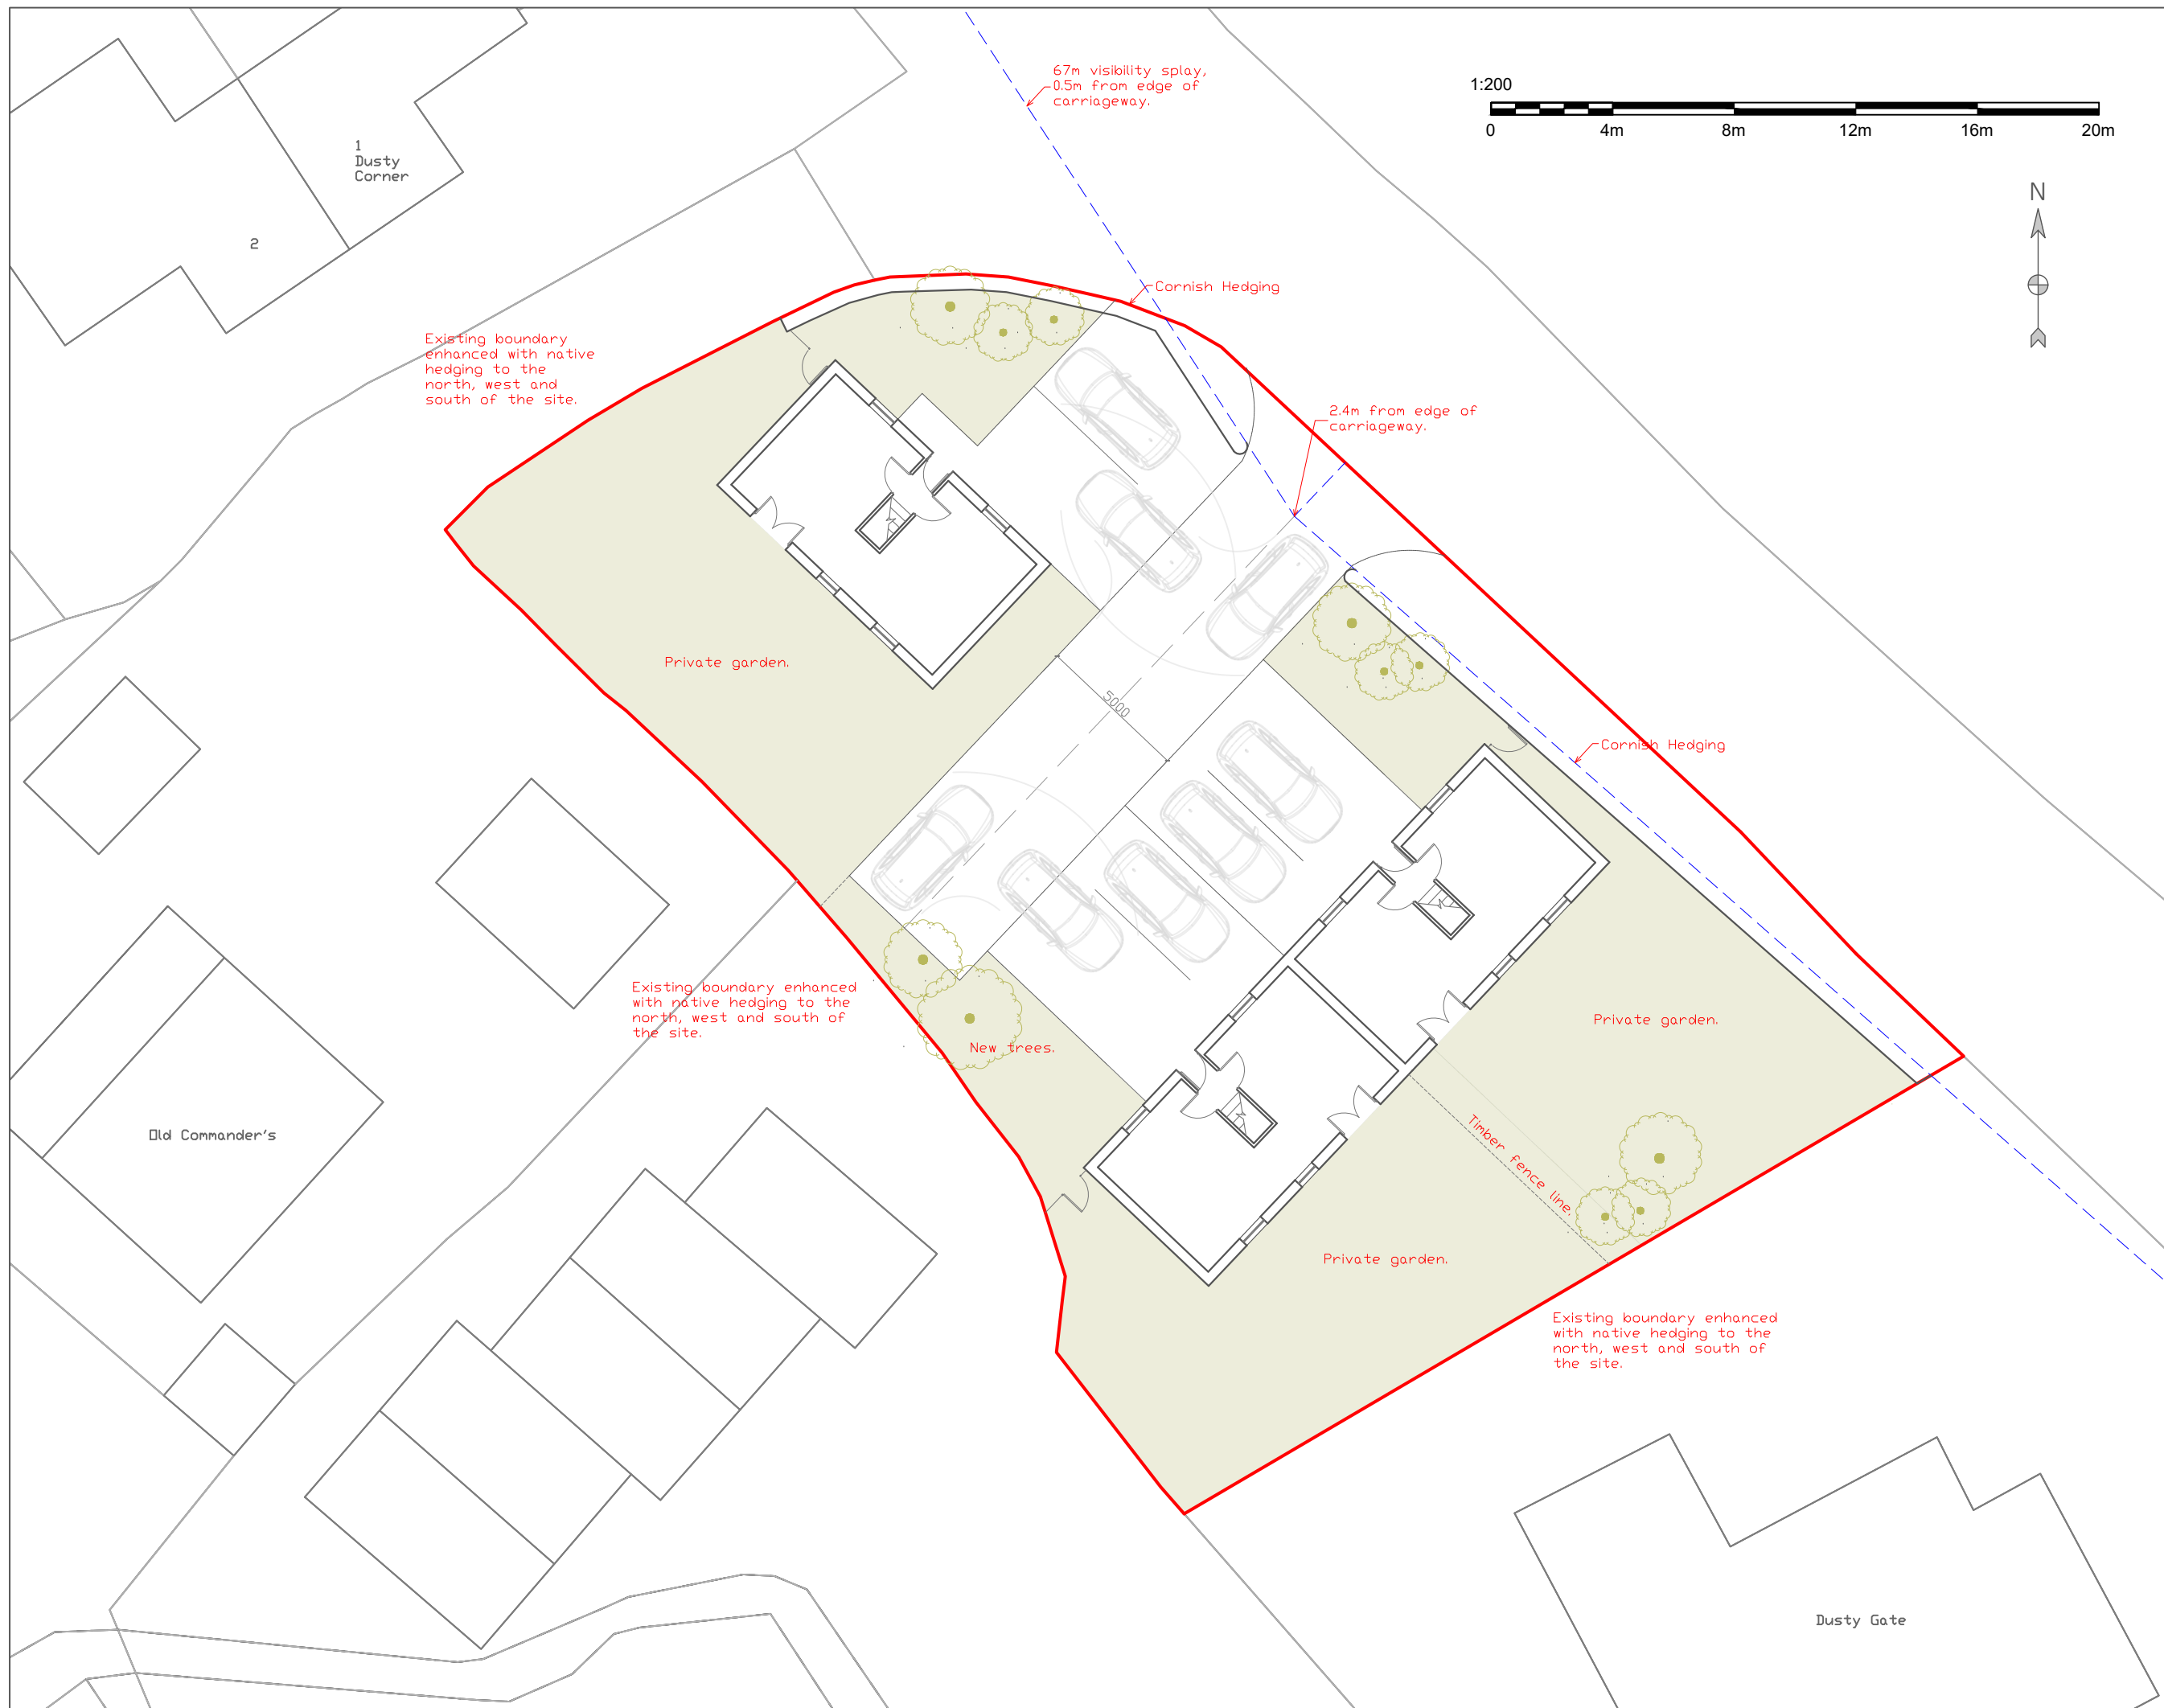 67m visibility splay,
0.5m from edge of
carriageway.
1:200
0 4m 8m 12m 16m 20m
1
Dusty
Corner
2
N
Cornish Hedging
Existing boundary
enhanced with native
hedging to the
north, west and
south of the site.
2.4m from edge of
carriageway.
Private garden.
5000
Cornish Hedging
Existing boundary enhanced
with native hedging to the
north, west and south of
the site.
New trees.
Private garden.
Old Commander's
Timber fence line.
Private garden.
Existing boundary enhanced
with native hedging to the
north, west and south of
the site.
Dusty Gate